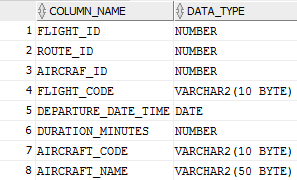 COLUMN_NAME DATA_TYPE
1 FLIGHT_ID NUMBER
2 ROUTE_ID NUMBER
3 AIRCRAF_ID NUMBER
4 FLIGHT_CODE VARCHAR2(10 BYTE)
5 DEPARTURE_DATE_TIME DATE
6 DURATION_MINUTES NUMBER
7 AIRCRAFT_CODE VARCHAR2(10 BYTE)
8 AIRCRAFT_NAME VARCHAR2(50 BYTE)